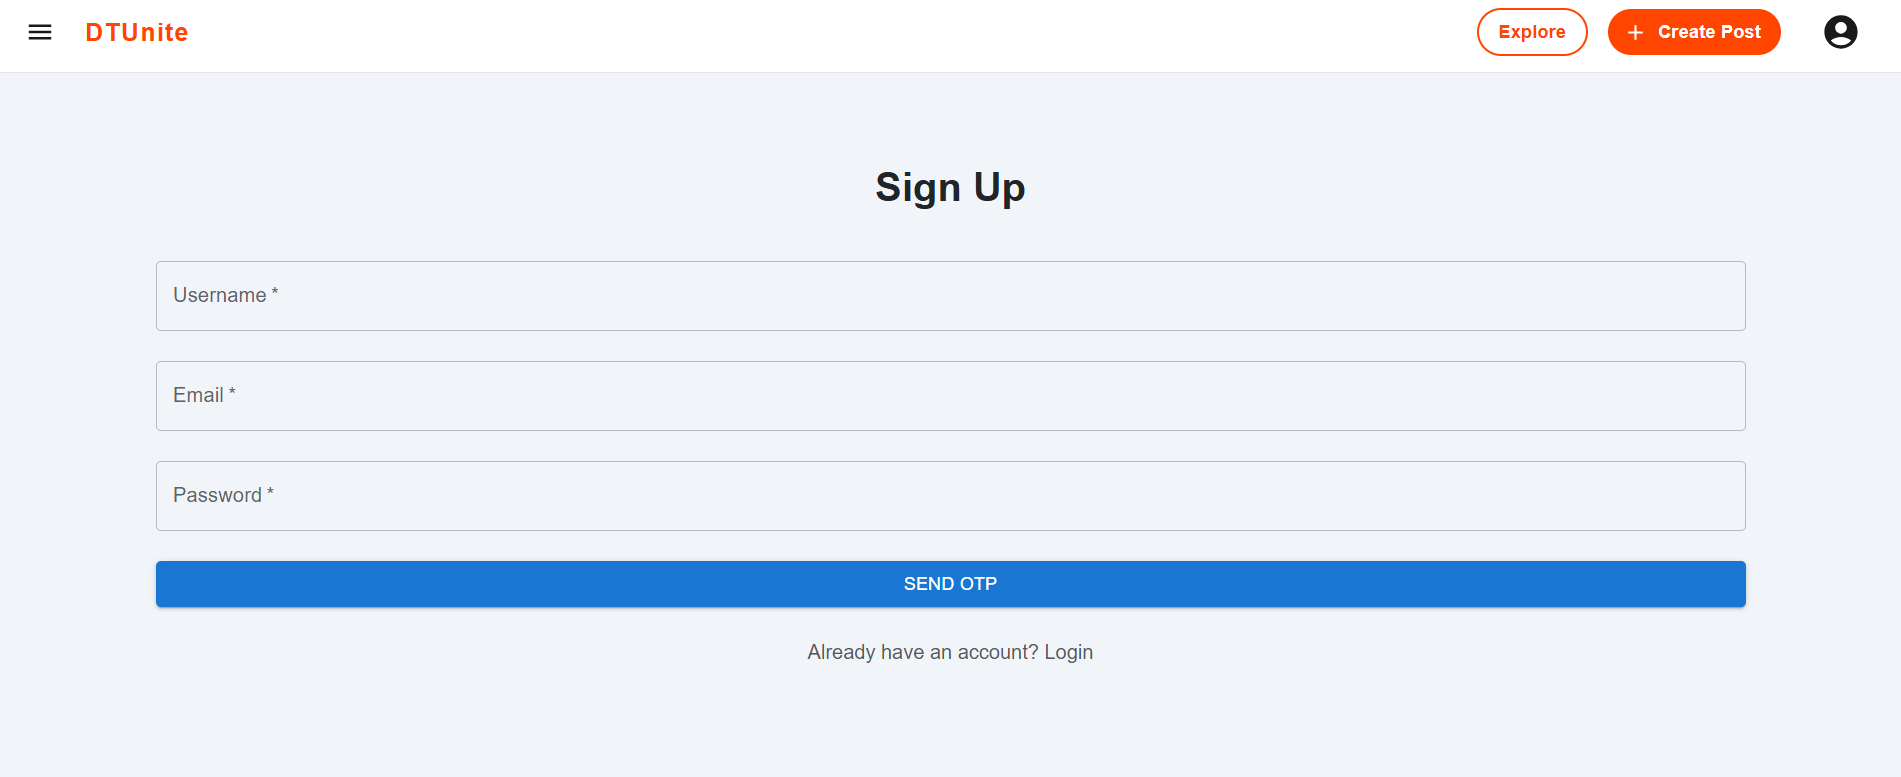 DTUnite
Explore
Create Post
Sign Up
Username *
Email *
Password *
SEND OTP
Already have an account? Login